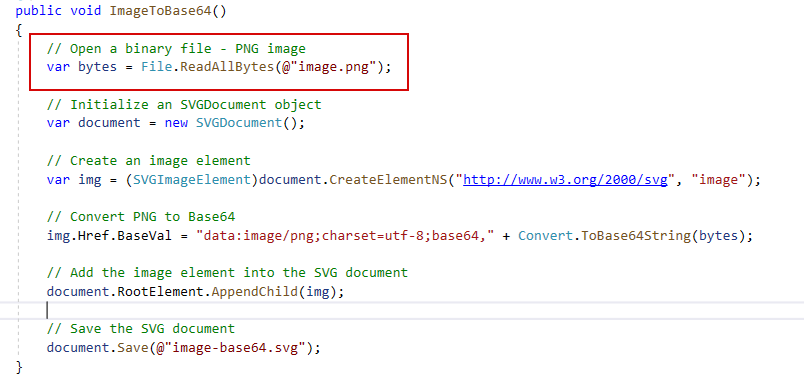 public void ImageToBase64()
{
// Open a binary file - PNG image
var bytes = File.ReadAllBytes(@"image.png");
// Initialize an SVGDocument object
var document = new SVGDocument();
// Create an image element
var img = (SVGImageElement)document.CreateElementNS("http://www.w3.org/2000/svg", "image");
// Convert PNG to Base64
img.Href.BaseVal = "data:image/png;charset=utf-8;base64," + Convert.ToBase64String(bytes);
// Add the image element into the SVG document
document.RootElement.AppendChild(img);
// Save the SVG document
document.Save(@"image-base64.svg");
}